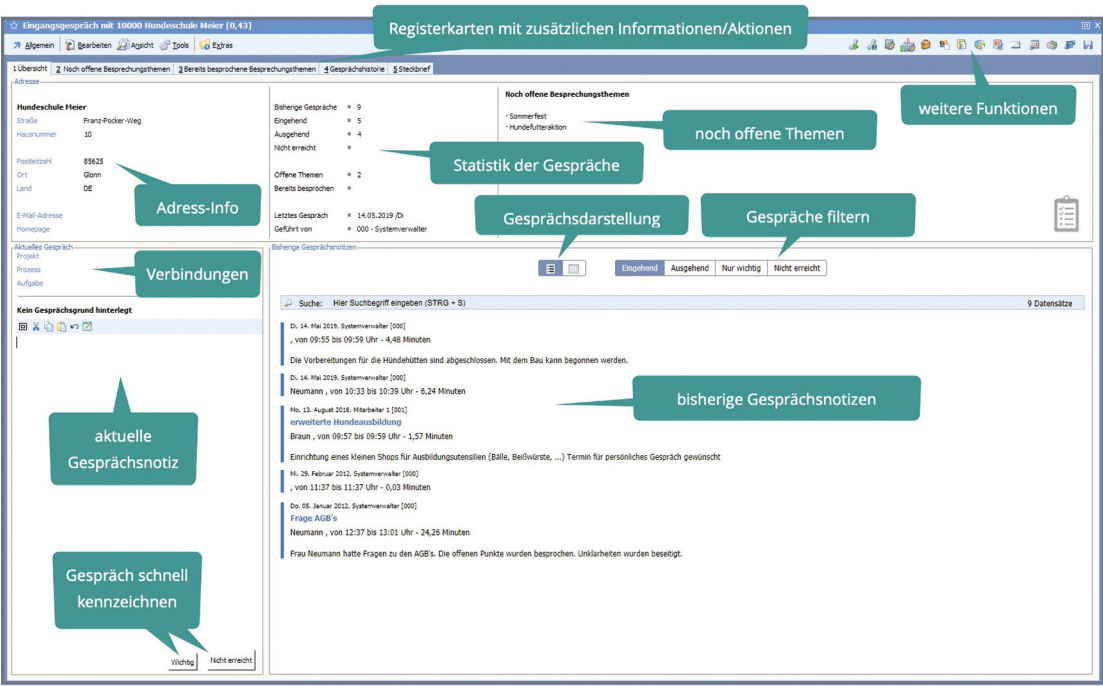 Eingangsgespräch mit 10000 Hundeschule Meier [0,43]
Registerkarten mit zusätzlichen Informationen/Aktionen
Algemein Bearbeiten Ansicht Tools Extras
1 Übersicht 2 Noch offene Besprechungsthemen 3 Bereits besprochene Besprechungsthemen 4 Gesprächshistorie 5 Steckbrief
weitere Funktionen
Adresse
Hundeschule Meier
Straße Franz-Pocker-Weg
Hausnummer 10
Postleitzahl 85625
Ort Glonn
Land DE
E-Mail-Adresse
Homepage
Adress-Info
Bisherige Gespräche = 9
Eingehend = 5
Ausgehend = 4
Nicht erreicht =
Offene Themen = 2
Bereits besprochen =
Letztes Gespräch = 14.05.2019 /Di
Geführt von = 000 - Systemverwalter
Statistik der Gespräche
Noch offene Besprechungsthemen
- Sommerfest
- Hundefutteraktion
noch offene Themen
Gesprächsdarstellung
Gespräche filtern
Aktuelles Gespräch
Projekt
Prozess
Aufgabe
Verbindungen
Kein Gesprächsgrund hinterlegt
aktuelle
Gesprächsnotiz
Gespräch schnell
kennzeichnen
Wichtig Nicht erreicht
Bisherige Gesprächsnotizen
Eingehend Ausgehend Nur wichtig Nicht erreicht
Suche: Hier Suchbegriff eingeben (STRG + S) 9 Datensätze
Di, 14. Mai 2019, Systemverwalter [000]
, von 09:55 bis 09:59 Uhr - 4,48 Minuten
Die Vorbereitungen für die Hündehütten sind abgeschlossen. Mit dem Bau kann begonnen werden.
Di, 14. Mai 2019, Systemverwalter [000]
Neumann , von 10:33 bis 10:39 Uhr - 6,24 Minuten
bisherige Gesprächsnotizen
Mo, 13. August 2018, Mitarbeiter 1 [001]
erweiterte Hundeausbildung
Braun , von 09:57 bis 09:59 Uhr - 1,57 Minuten
Einrichtung eines kleinen Shops für Ausbildungsutensilien (Bälle, Beißwürste, ...) Termin für persönliches Gespräch gewünscht
Mi, 29. Februar 2012, Systemverwalter [000]
, von 11:37 bis 11:37 Uhr - 0,03 Minuten
Do, 05. Januar 2012, Systemverwalter [000]
Frage AGB's
Neumann , von 12:37 bis 13:01 Uhr - 24,26 Minuten
Frau Neumann hatte Fragen zu den AGB's. Die offenen Punkte wurden besprochen. Unklarheiten wurden beseitigt.